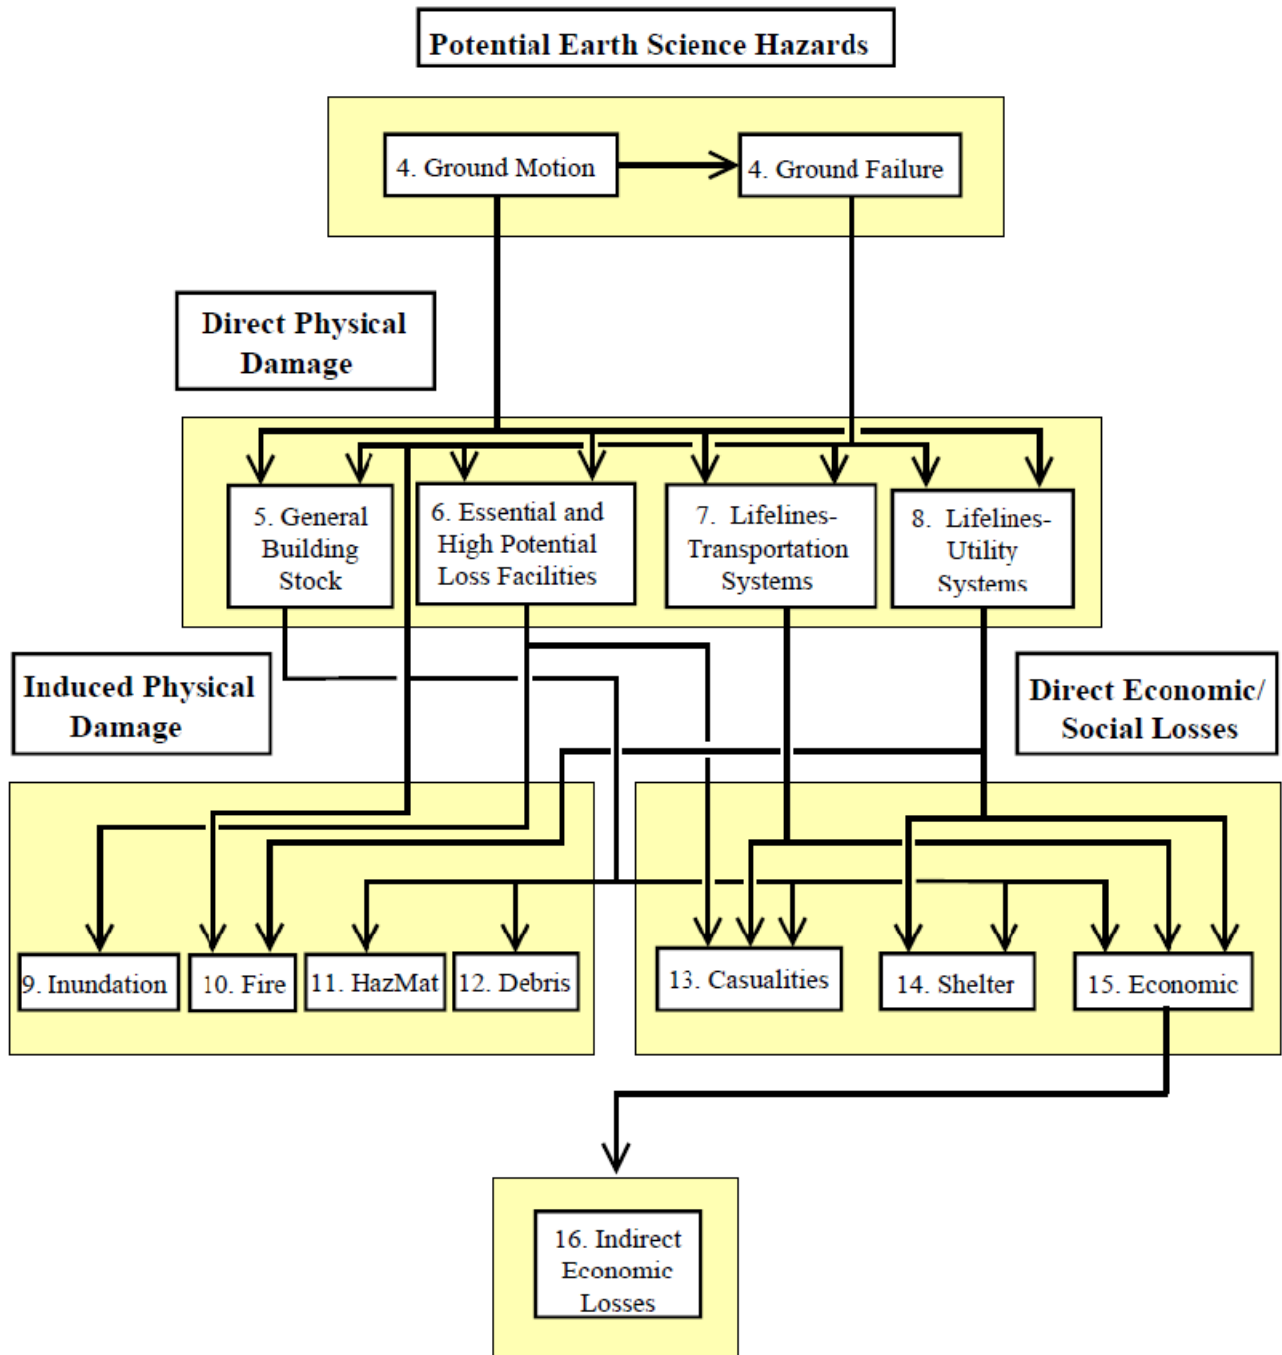 Potential Earth Science Hazards
4. Ground Motion
4. Ground Failure
Direct Physical
Damage
5. General
Building
Stock
6. Essential and
High Potential
Loss Facilities
7. Lifelines-
Transportation
Systems
8. Lifelines-
Utility
Systems
Induced Physical
Damage
Direct Economic/
Social Losses
9. Inundation
10. Fire
11. HazMat
12. Debris
13. Casualities
14. Shelter
15. Economic
16. Indirect
Economic
Losses